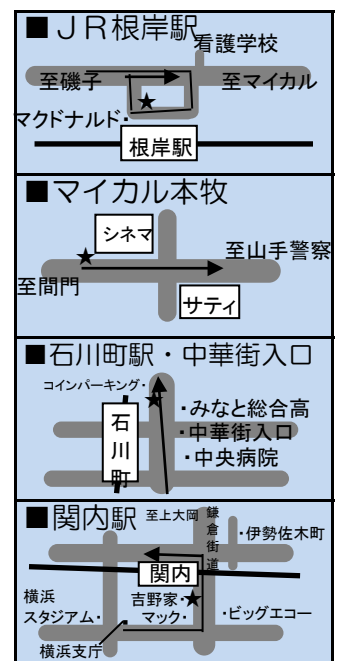 ■ＪＲ根岸駅
看護学校
至磯子
至マイカル
マクドナルド・
根岸駅
■マイカル本牧
シネマ
至山手警察
至間門
サティ
■石川町駅・中華街入口
コインパーキング・
石川町
・みなと総合高
・中華街入口
・中央病院
■関内駅
至上大岡
鎌倉街道
・伊勢佐木町
関内
横浜
スタジアム・
吉野家・
マック・
・ビッグエコー
横浜支庁